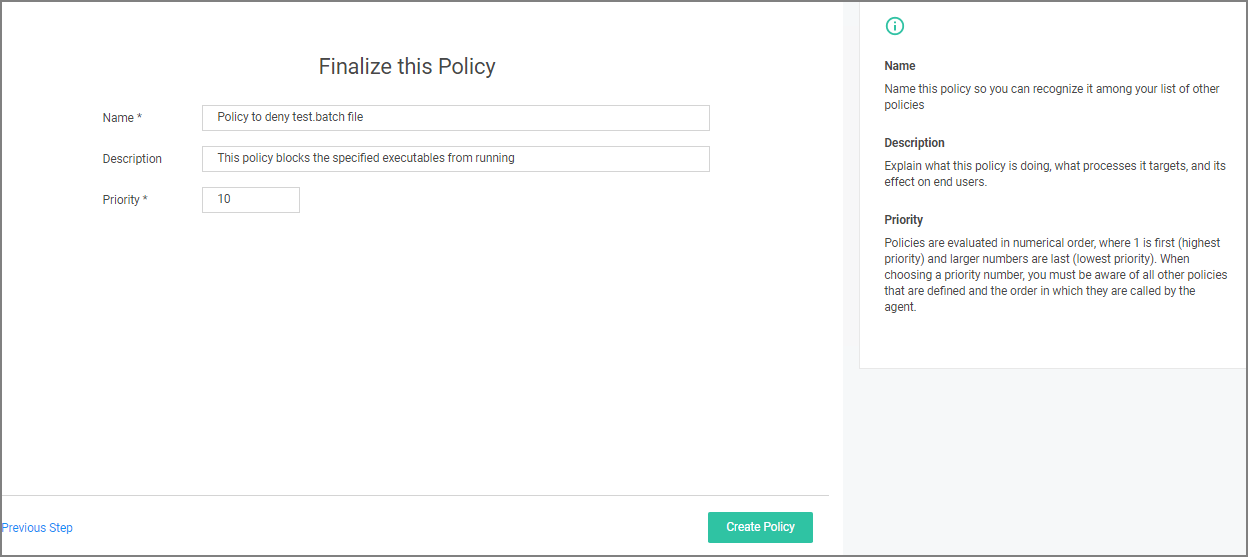 Finalize this Policy
Name *
Policy to deny test.batch file
Description
This policy blocks the specified executables from running
Priority *
10
Previous Step
Create Policy
Name
Name this policy so you can recognize it among your list of other
policies
Description
Explain what this policy is doing, what processes it targets, and its
effect on end users.
Priority
Policies are evaluated in numerical order, where 1 is first (highest
priority) and larger numbers are last (lowest priority). When
choosing a priority number, you must be aware of all other policies
that are defined and the order in which they are called by the
agent.